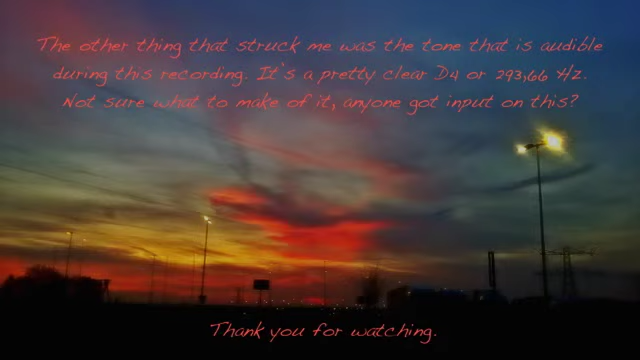 The other thing that struck me was the tone that is audible
during this recording. It's a pretty clear D4 or 293,66 Hz.
Not sure what to make of it, anyone got input on this?
Thank you for watching.